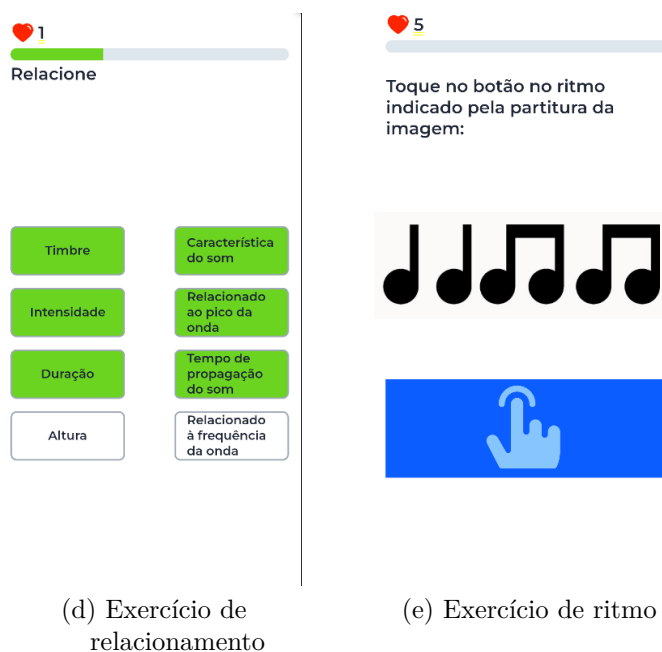 1
Relacione
Timbre
Característica
do som
Intensidade
Relacionado
ao pico da
onda
Duração
Tempo de
propagação
do som
Altura
Relacionado
à frequência
da onda
(d) Exercício de
relacionamento
5
Toque no botão no ritmo
indicado pela partitura da
imagem:
(e) Exercício de ritmo